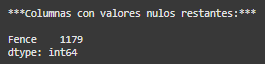 ***Columnas con valores nulos restantes:***
Fence    1179
dtype: int64